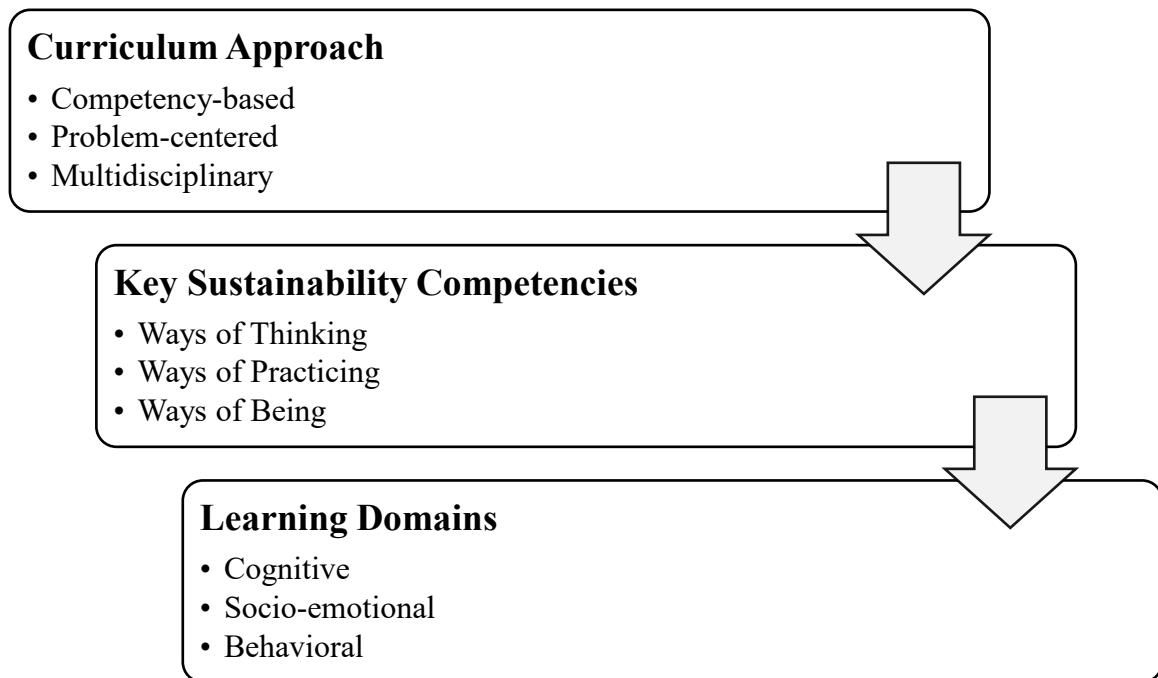 Curriculum Approach
• Competency-based
• Problem-centered
• Multidisciplinary
Key Sustainability Competencies
• Ways of Thinking
• Ways of Practicing
• Ways of Being
Learning Domains
• Cognitive
• Socio-emotional
• Behavioral